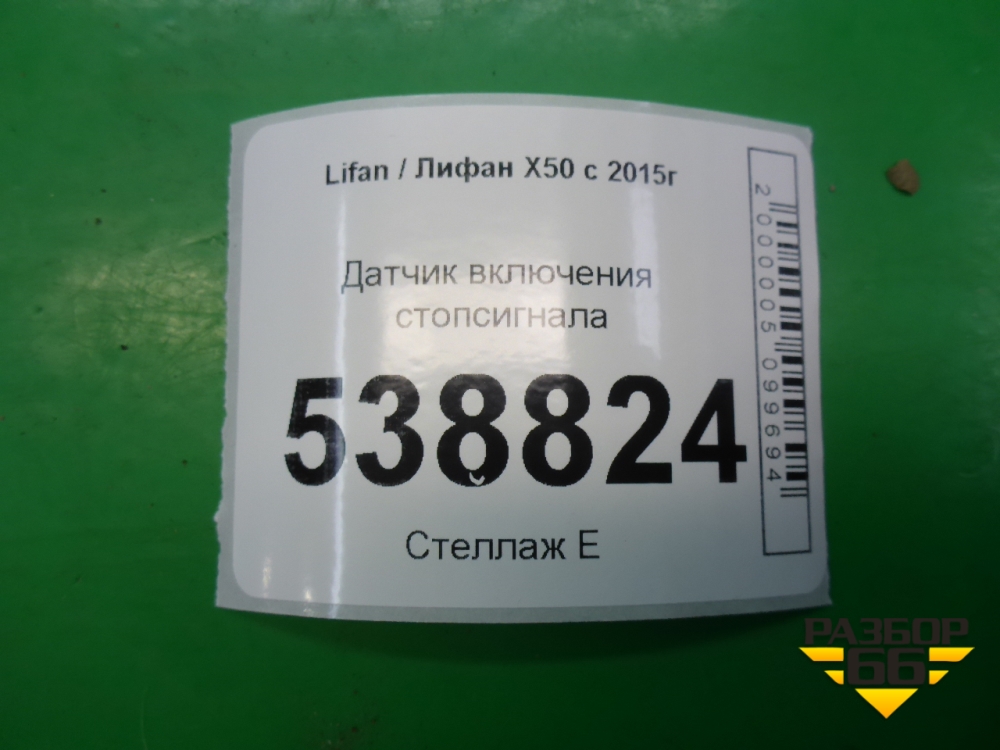 Lifan / Лифан X50 с 2015г
Датчик включения
стопсигнала
538824
Стеллаж Е
2000005099694
РАЗБОР
66